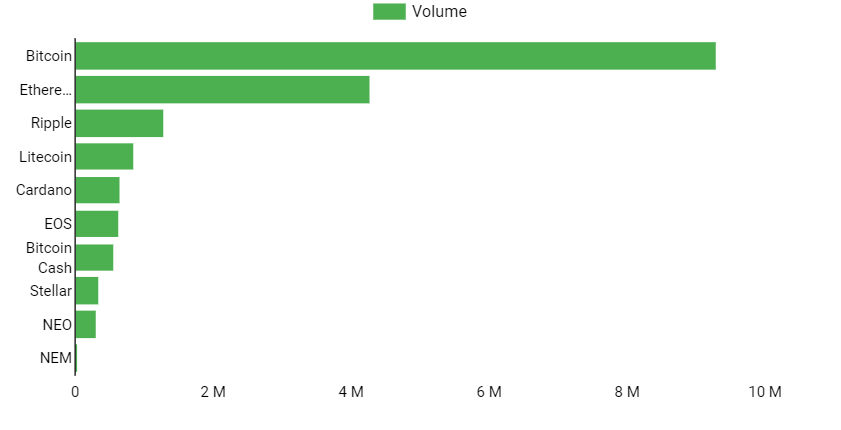 Volume
Bitcoin
Ethere...
Ripple
Litecoin
Cardano
EOS
Bitcoin
Cash
Stellar
NEO
NEM
0 2 M 4 M 6 M 8 M 10 M